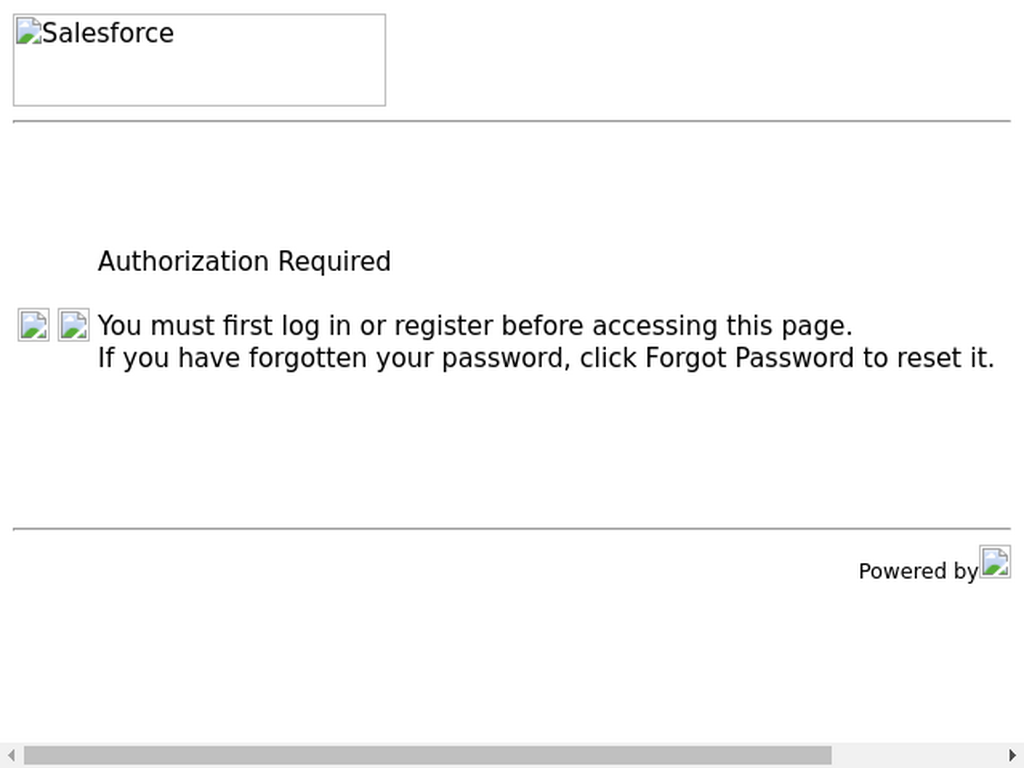 Salesforce
Authorization Required
You must first log in or register before accessing this page.
If you have forgotten your password, click Forgot Password to reset it.
Powered by